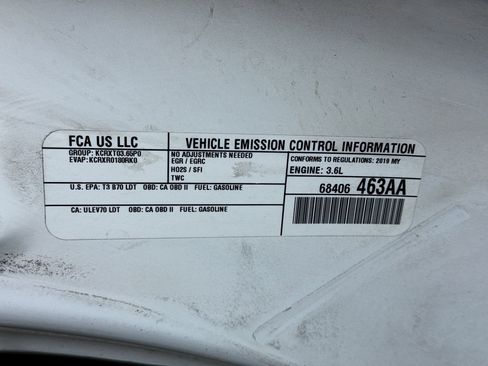 FCA US LLC
GROUP: KCRXT03.65P0
EVAP: KCRXR0180RK0
VEHICLE EMISSION CONTROL INFORMATION
NO ADJUSTMENTS NEEDED
EGR / EGRC
HO2S / SFI
TWC
CONFORMS TO REGULATIONS: 2019 MY
ENGINE: 3.6L
U.S. EPA: T3 B70 LDT OBD: CA OBD II FUEL: GASOLINE
68406 463AA
CA: ULEV70 LDT OBD: CA OBD II FUEL: GASOLINE